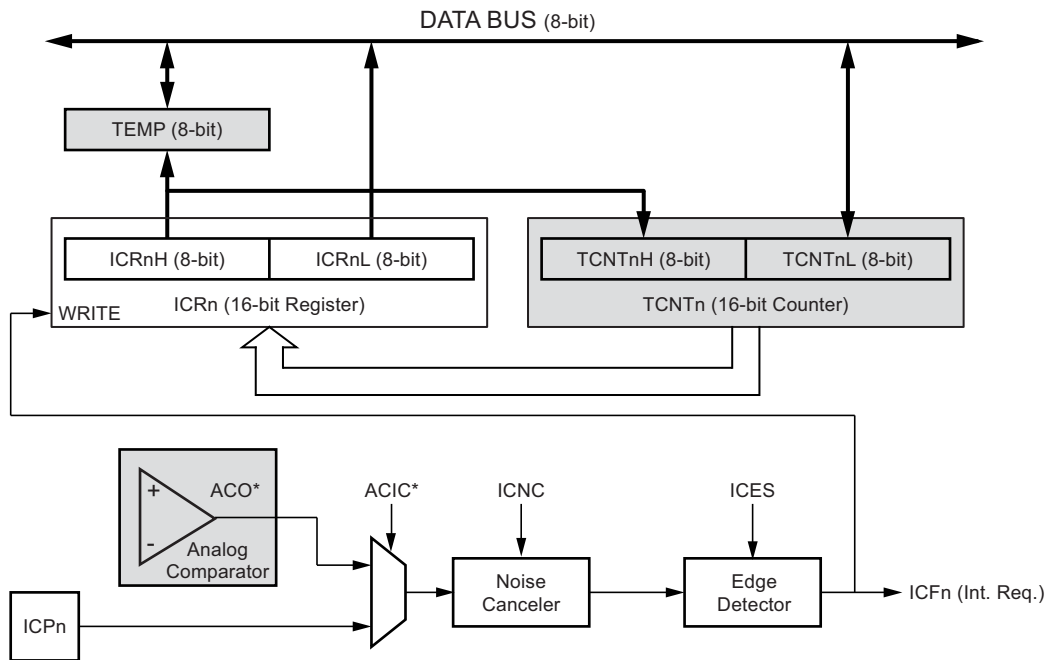 DATA BUS (8-bit)
TEMP (8-bit)
ICRnH (8-bit)
ICRnL (8-bit)
TCNTnH (8-bit)
TCNTnL (8-bit)
WRITE
ICRn (16-bit Register)
TCNTn (16-bit Counter)
+
-
ACO*
Analog
Comparator
ACIC*
ICNC
ICES
Noise
Canceler
Edge
Detector
ICFn (Int. Req.)
ICPn